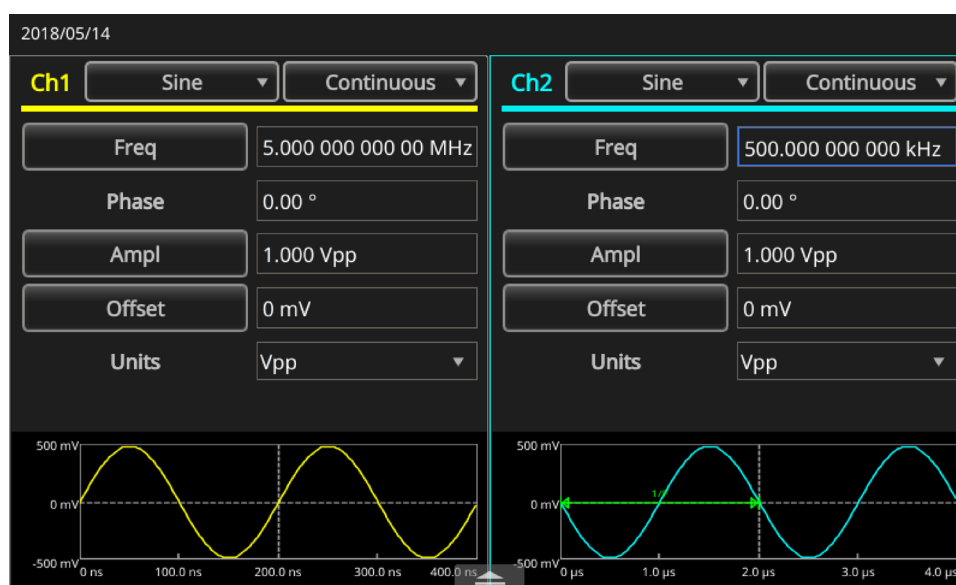 2018/05/14
Ch1 Sine Continuous
Freq 5.000 000 000 00 MHz
Phase 0.00 °
Ampl 1.000 Vpp
Offset 0 mV
Units Vpp
500 mV
0 mV
-500 mV
0 ns 100.0 ns 200.0 ns 300.0 ns 400.0 ns
Ch2 Sine Continuous
Freq 500.000 000 000 kHz
Phase 0.00 °
Ampl 1.000 Vpp
Offset 0 mV
Units Vpp
500 mV
0 mV
-500 mV
0 µs 1.0 µs 2.0 µs 3.0 µs 4.0 µs